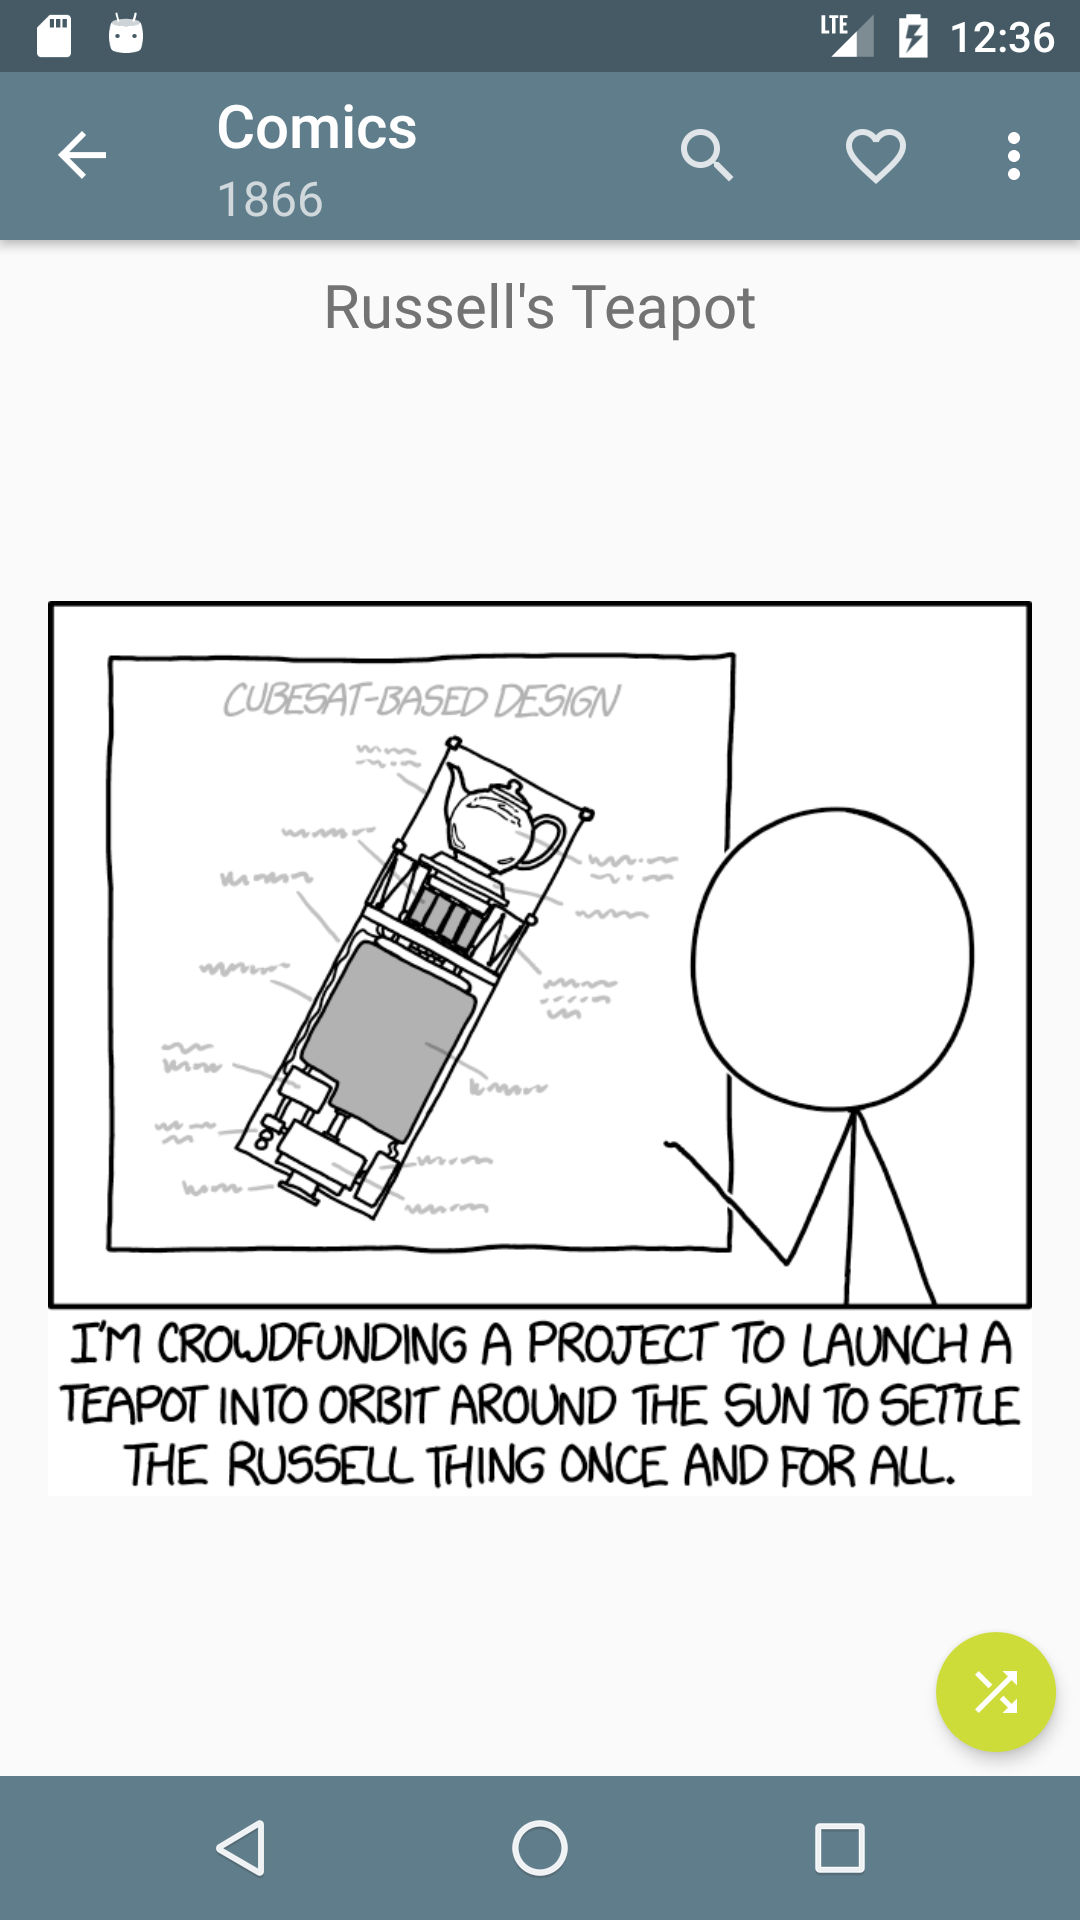 LTE 12:36
Comics
1866
Russell's Teapot
CUBESAT-BASED DESIGN
I'M CROWDFUNDING A PROJECT TO LAUNCH A
TEAPOT INTO ORBIT AROUND THE SUN TO SETTLE
THE RUSSELL THING ONCE AND FOR ALL.